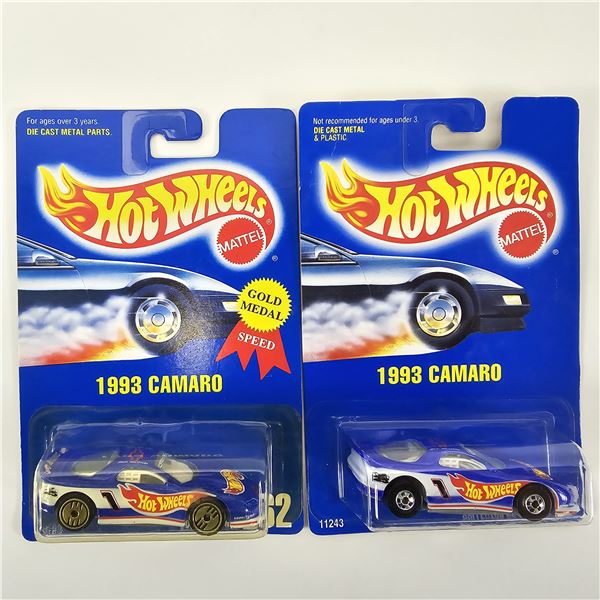 For ages over 3 years.
DIE CAST METAL PARTS.
HOT WHEELS®
MATTEL
GOLD
MEDAL
SPEED
1993 CAMARO
1
HOT WHEELS
62
Not recommended for ages under 3.
DIE CAST METAL
& PLASTIC
HOT WHEELS®
MATTEL
1993 CAMARO
1
HOT WHEELS
11243